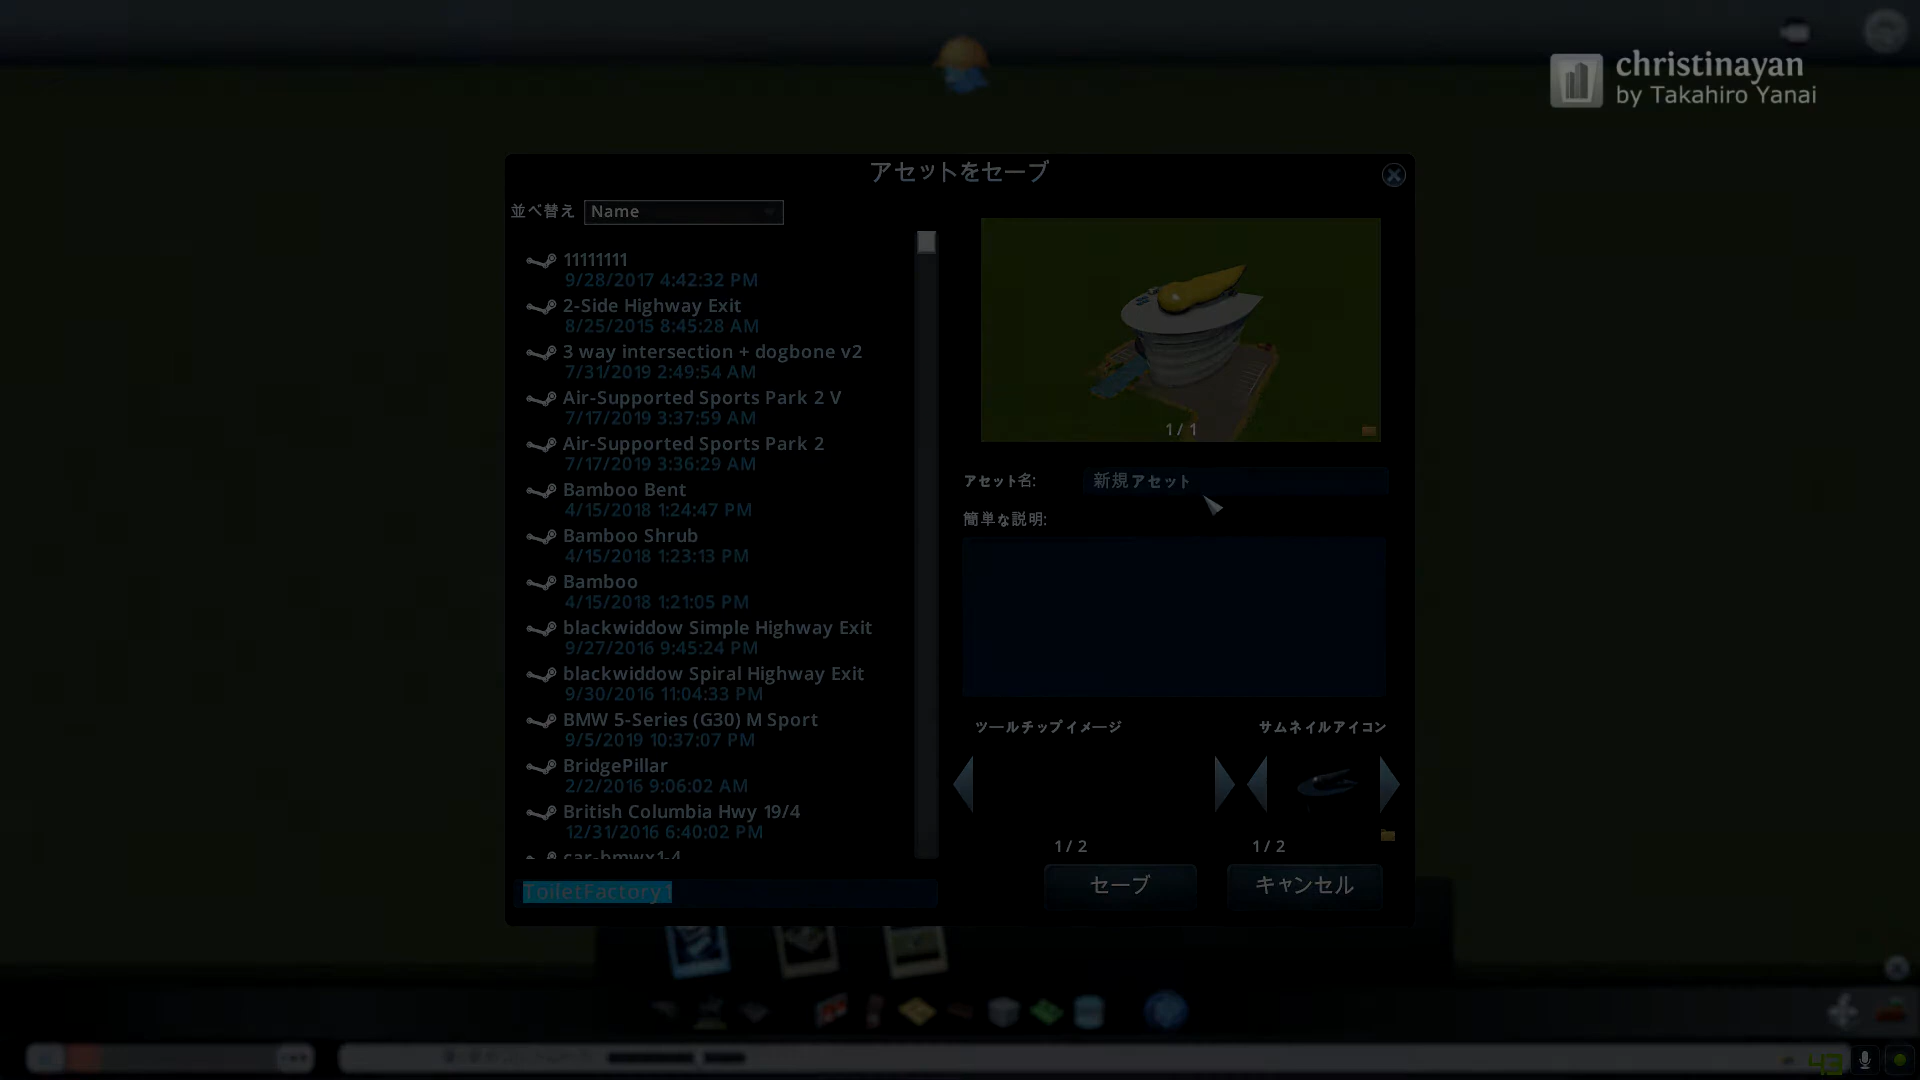 christinayan
by Takahiro Yanai
アセットをセーブ
並べ替え Name
11111111
9/28/2017 4:42:32 PM
2-Side Highway Exit
8/25/2015 8:45:28 AM
3 way intersection + dogbone v2
7/31/2019 2:49:54 AM
Air-Supported Sports Park 2 V
7/17/2019 3:37:59 AM
Air-Supported Sports Park 2
7/17/2019 3:36:29 AM
Bamboo Bent
4/15/2018 1:24:47 PM
Bamboo Shrub
4/15/2018 1:23:13 PM
Bamboo
4/15/2018 1:21:05 PM
blackwiddow Simple Highway Exit
9/27/2016 9:45:24 PM
blackwiddow Spiral Highway Exit
9/30/2016 11:04:33 PM
BMW 5-Series (G30) M Sport
9/5/2019 10:37:07 PM
BridgePillar
2/2/2016 9:06:02 AM
British Columbia Hwy 19/4
12/31/2016 6:40:02 PM
car-bmwx1-4
ToiletFactory1
1 / 1
アセット名: 新規アセット
簡単な説明:
ツールチップイメージ
サムネイルアイコン
1 / 2
1 / 2
セーブ
キャンセル
43